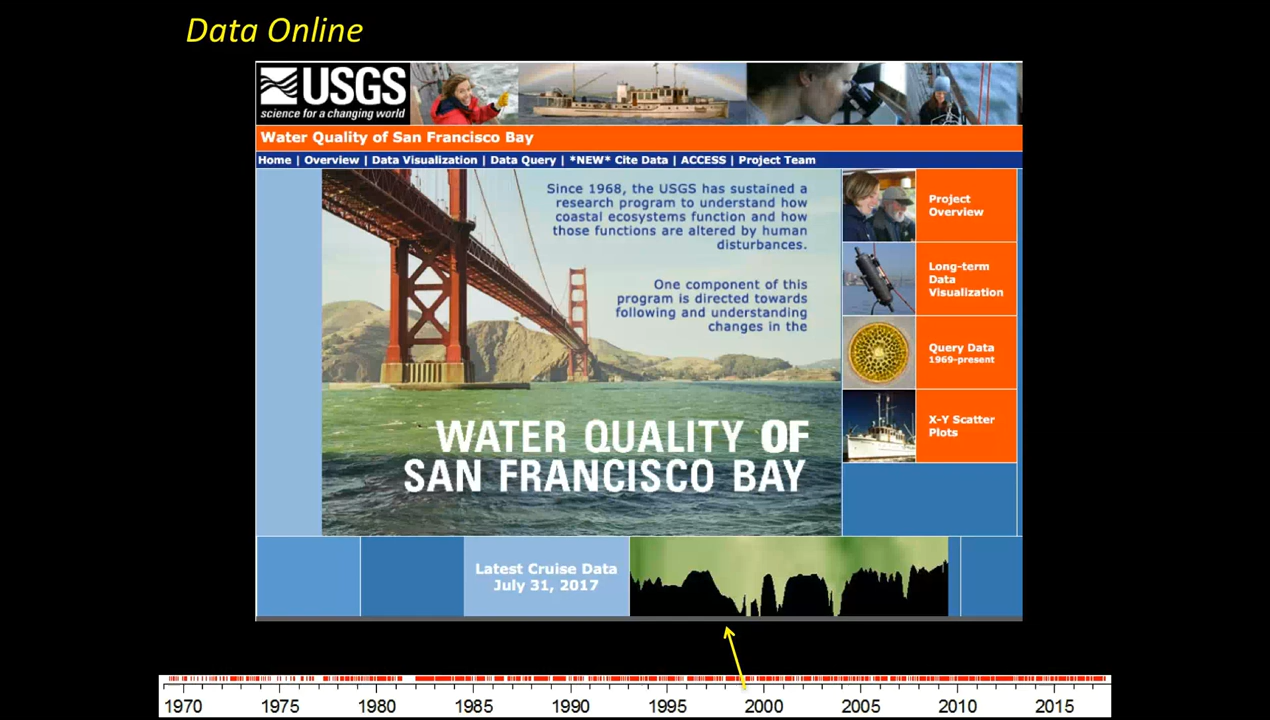 Data Online
USGS
science for a changing world
Water Quality of San Francisco Bay
Home | Overview | Data Visualization | Data Query | *NEW* Cite Data | ACCESS | Project Team
Since 1968, the USGS has sustained a
research program to understand how
coastal ecosystems function and how
those functions are altered by human
disturbances.
One component of this
program is directed towards
following and understanding
changes in the
WATER QUALITY OF
SAN FRANCISCO BAY
Project
Overview
Long-term
Data
Visualization
Query Data
1969-present
X-Y Scatter
Plots
Latest Cruise Data
July 31, 2017
1970 1975 1980 1985 1990 1995 2000 2005 2010 2015